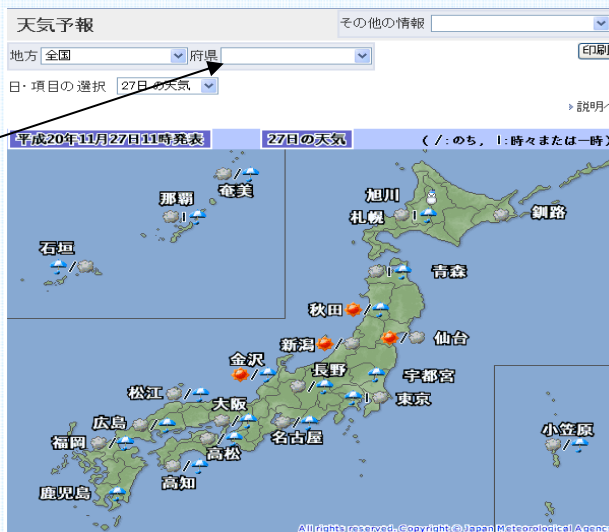 天気予報
その他の情報
地方 全国 府県
印刷
日・項目の選択 27日の天気
説明へ
平成20年11月27日11時発表 27日の天気 (/:のち, I:時々または一時)
奄美
那覇
石垣
旭川
札幌
釧路
青森
秋田
仙台
新潟
金沢
長野
宇都宮
松江
大阪
東京
広島
名古屋
福岡
高松
高知
鹿児島
小笠原
All rights reserved. Copyright © Japan Meteorological Agency